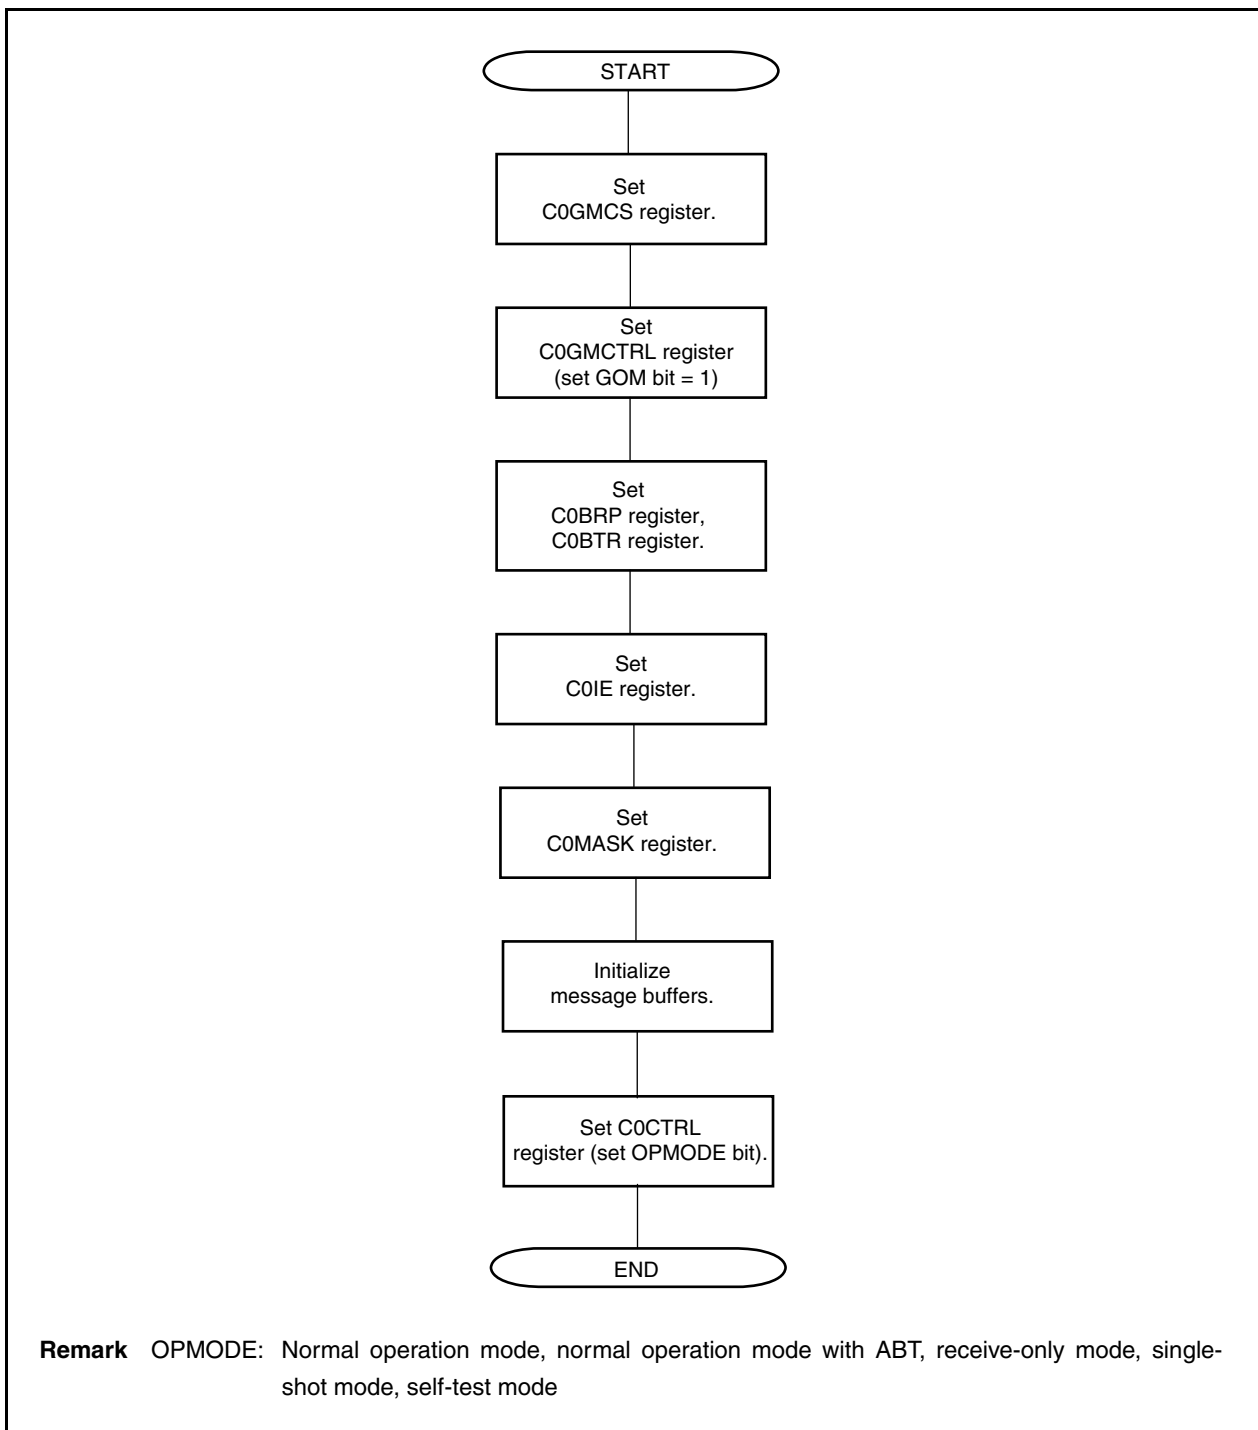 START
Set
C0GMCS register.
Set
C0GMCTRL register
(set GOM bit = 1)
Set
C0BRP register,
C0BTR register.
Set
C0IE register.
Set
C0MASK register.
Initialize
message buffers.
Set C0CTRL
register (set OPMODE bit).
END
Remark OPMODE: Normal operation mode, normal operation mode with ABT, receive-only mode, single-
shot mode, self-test mode